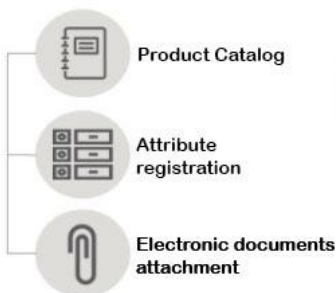 Product Catalog
Attribute
registration
Electronic documents
attachment